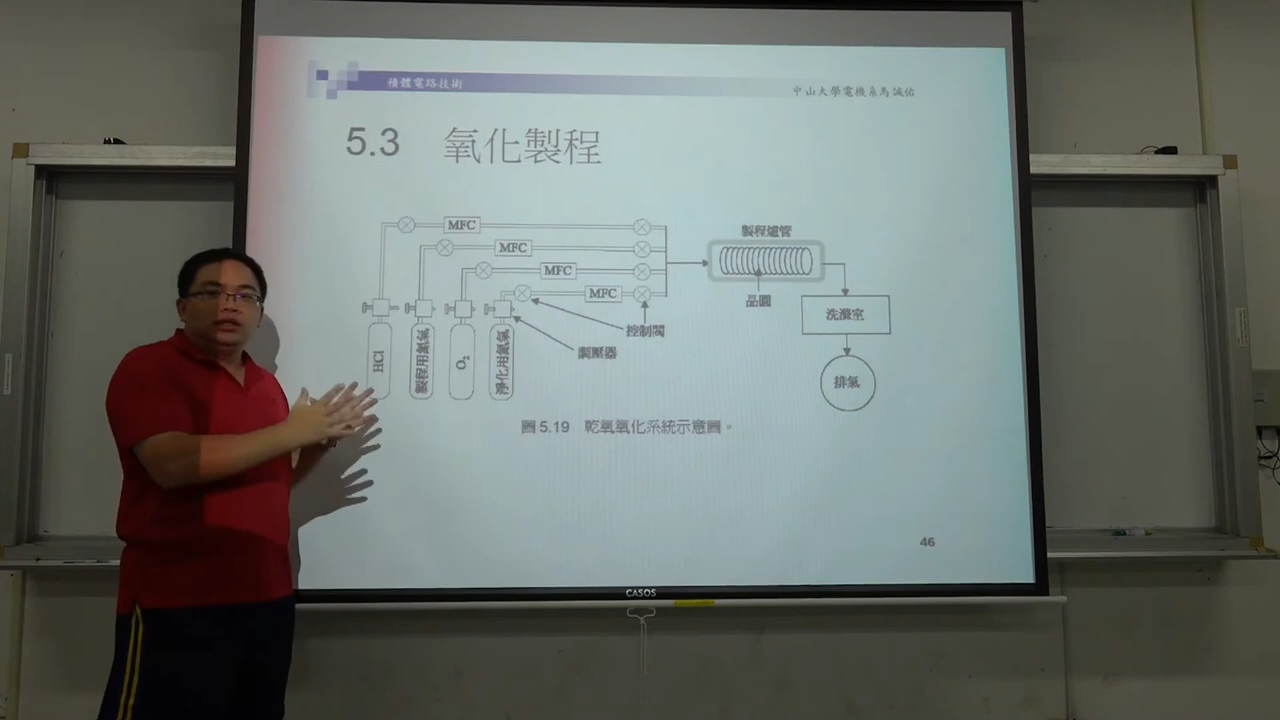 積體電路技術
中山大學電機系馬誠佑
5.3 氧化製程
MFC
MFC
MFC
MFC
製程爐管
晶圓
控制閥
調壓器
洗滌室
排氣
HCl
製程用氮氣
O2
淨化用氮氣
圖 5.19 乾氧氧化系統示意圖。
46
CASOS